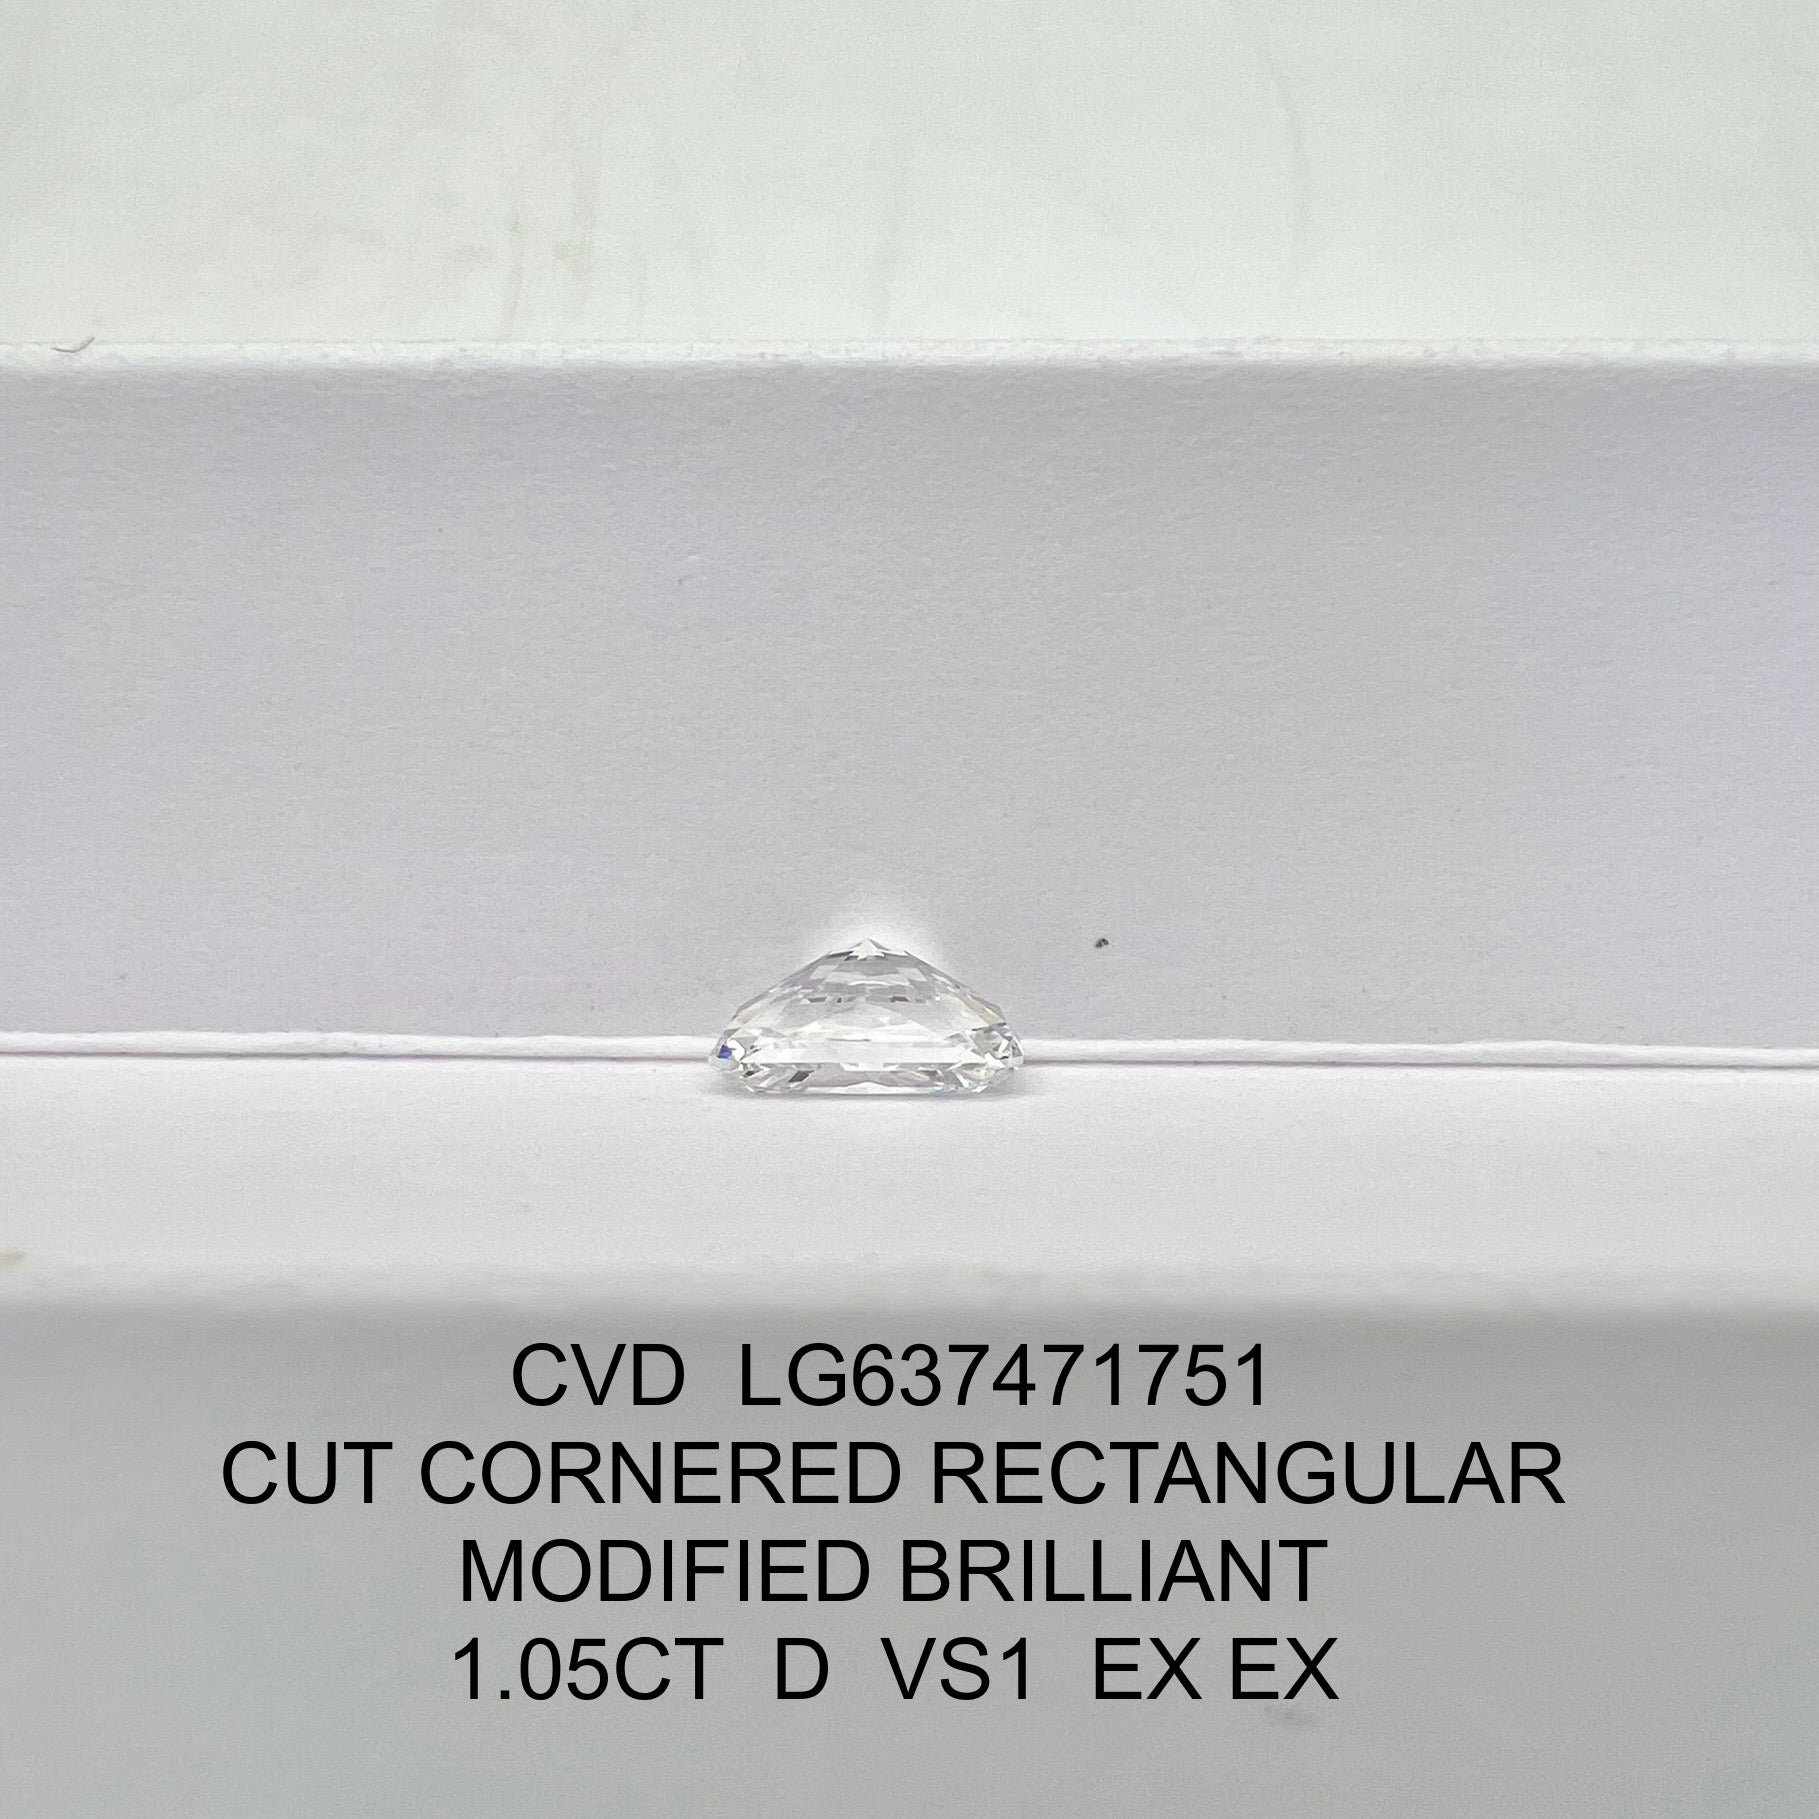 CVD LG637471751
CUT CORNERED RECTANGULAR
MODIFIED BRILLIANT
1.05CT D VS1 EX EX